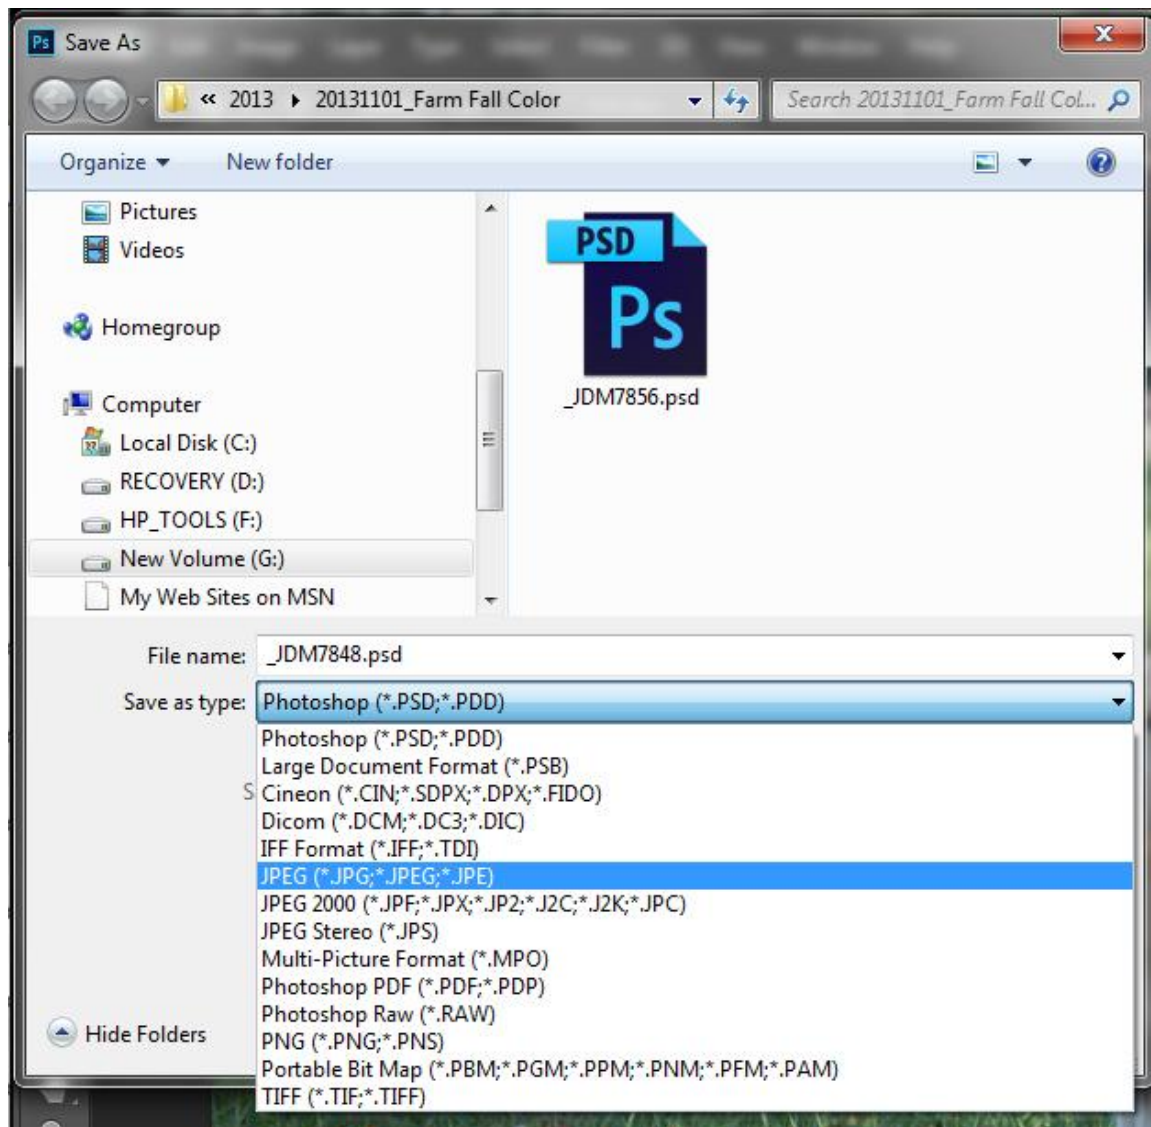 Ps Save As
« 2013 ▸ 20131101_Farm Fall Color
Search 20131101_Farm Fall Col...
Organize New folder
Pictures
Videos
Homegroup
Computer
Local Disk (C:)
RECOVERY (D:)
HP_TOOLS (F:)
New Volume (G:)
My Web Sites on MSN
PSD
Ps
_JDM7856.psd
File name: _JDM7848.psd
Save as type: Photoshop (*.PSD;*.PDD)
Photoshop (*.PSD;*.PDD)
Large Document Format (*.PSB)
S
Cineon (*.CIN;*.SDPX;*.DPX;*.FIDO)
Dicom (*.DCM;*.DC3;*.DIC)
IFF Format (*.IFF;*.TDI)
JPEG (*.JPG;*.JPEG;*.JPE)
JPEG 2000 (*.JPF;*.JPX;*.JP2;*.J2C;*.J2K;*.JPC)
JPEG Stereo (*.JPS)
Multi-Picture Format (*.MPO)
Photoshop PDF (*.PDF;*.PDP)
Photoshop Raw (*.RAW)
PNG (*.PNG;*.PNS)
Portable Bit Map (*.PBM;*.PGM;*.PPM;*.PNM;*.PFM;*.PAM)
TIFF (*.TIF;*.TIFF)
Hide Folders